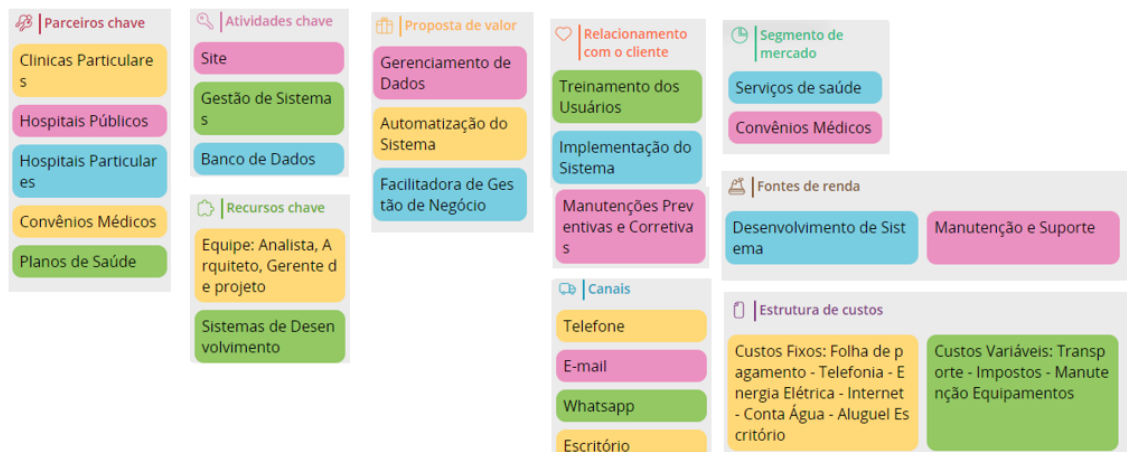 Parceiros chave
Clinicas Particulare
s
Hospitais Públicos
Hospitais Particular
es
Convênios Médicos
Planos de Saúde
Atividades chave
Site
Gestão de Sistema
s
Banco de Dados
Recursos chave
Equipe: Analista, A
rquiteto, Gerente d
e projeto
Sistemas de Desen
volvimento
Proposta de valor
Gerenciamento de
Dados
Automatização do
Sistema
Facilitadora de Ges
tão de Negócio
Relacionamento
com o cliente
Treinamento dos
Usuários
Implementação do
Sistema
Manutenções Prev
entivas e Corretiva
s
Canais
Telefone
E-mail
Whatsapp
Escritório
Segmento de
mercado
Serviços de saúde
Convênios Médicos
Fontes de renda
Desenvolvimento de Sist
ema
Manutenção e Suporte
Estrutura de custos
Custos Fixos: Folha de p
agamento - Telefonia - E
nergia Elétrica - Internet
- Conta Água - Aluguel Es
critório
Custos Variáveis: Transp
orte - Impostos - Manute
nção Equipamentos